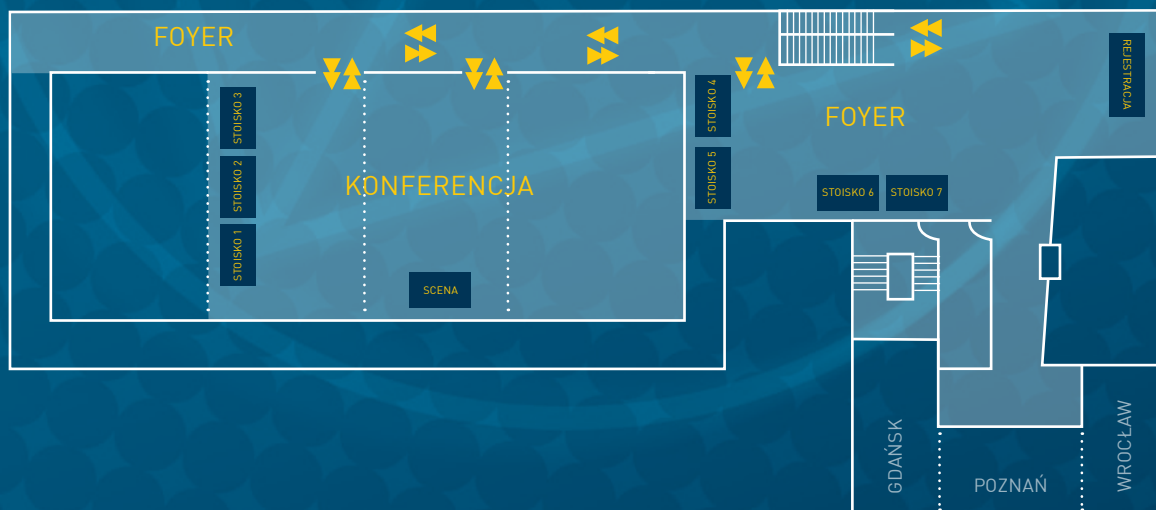 FOYER
REJESTRACJA
STOISKO 3
STOISKO 4
FOYER
STOISKO 2
KONFERENCJA
STOISKO 5
STOISKO 6
STOISKO 7
STOISKO 1
SCENA
GDAŃSK
POZNAŃ
WROCŁAW